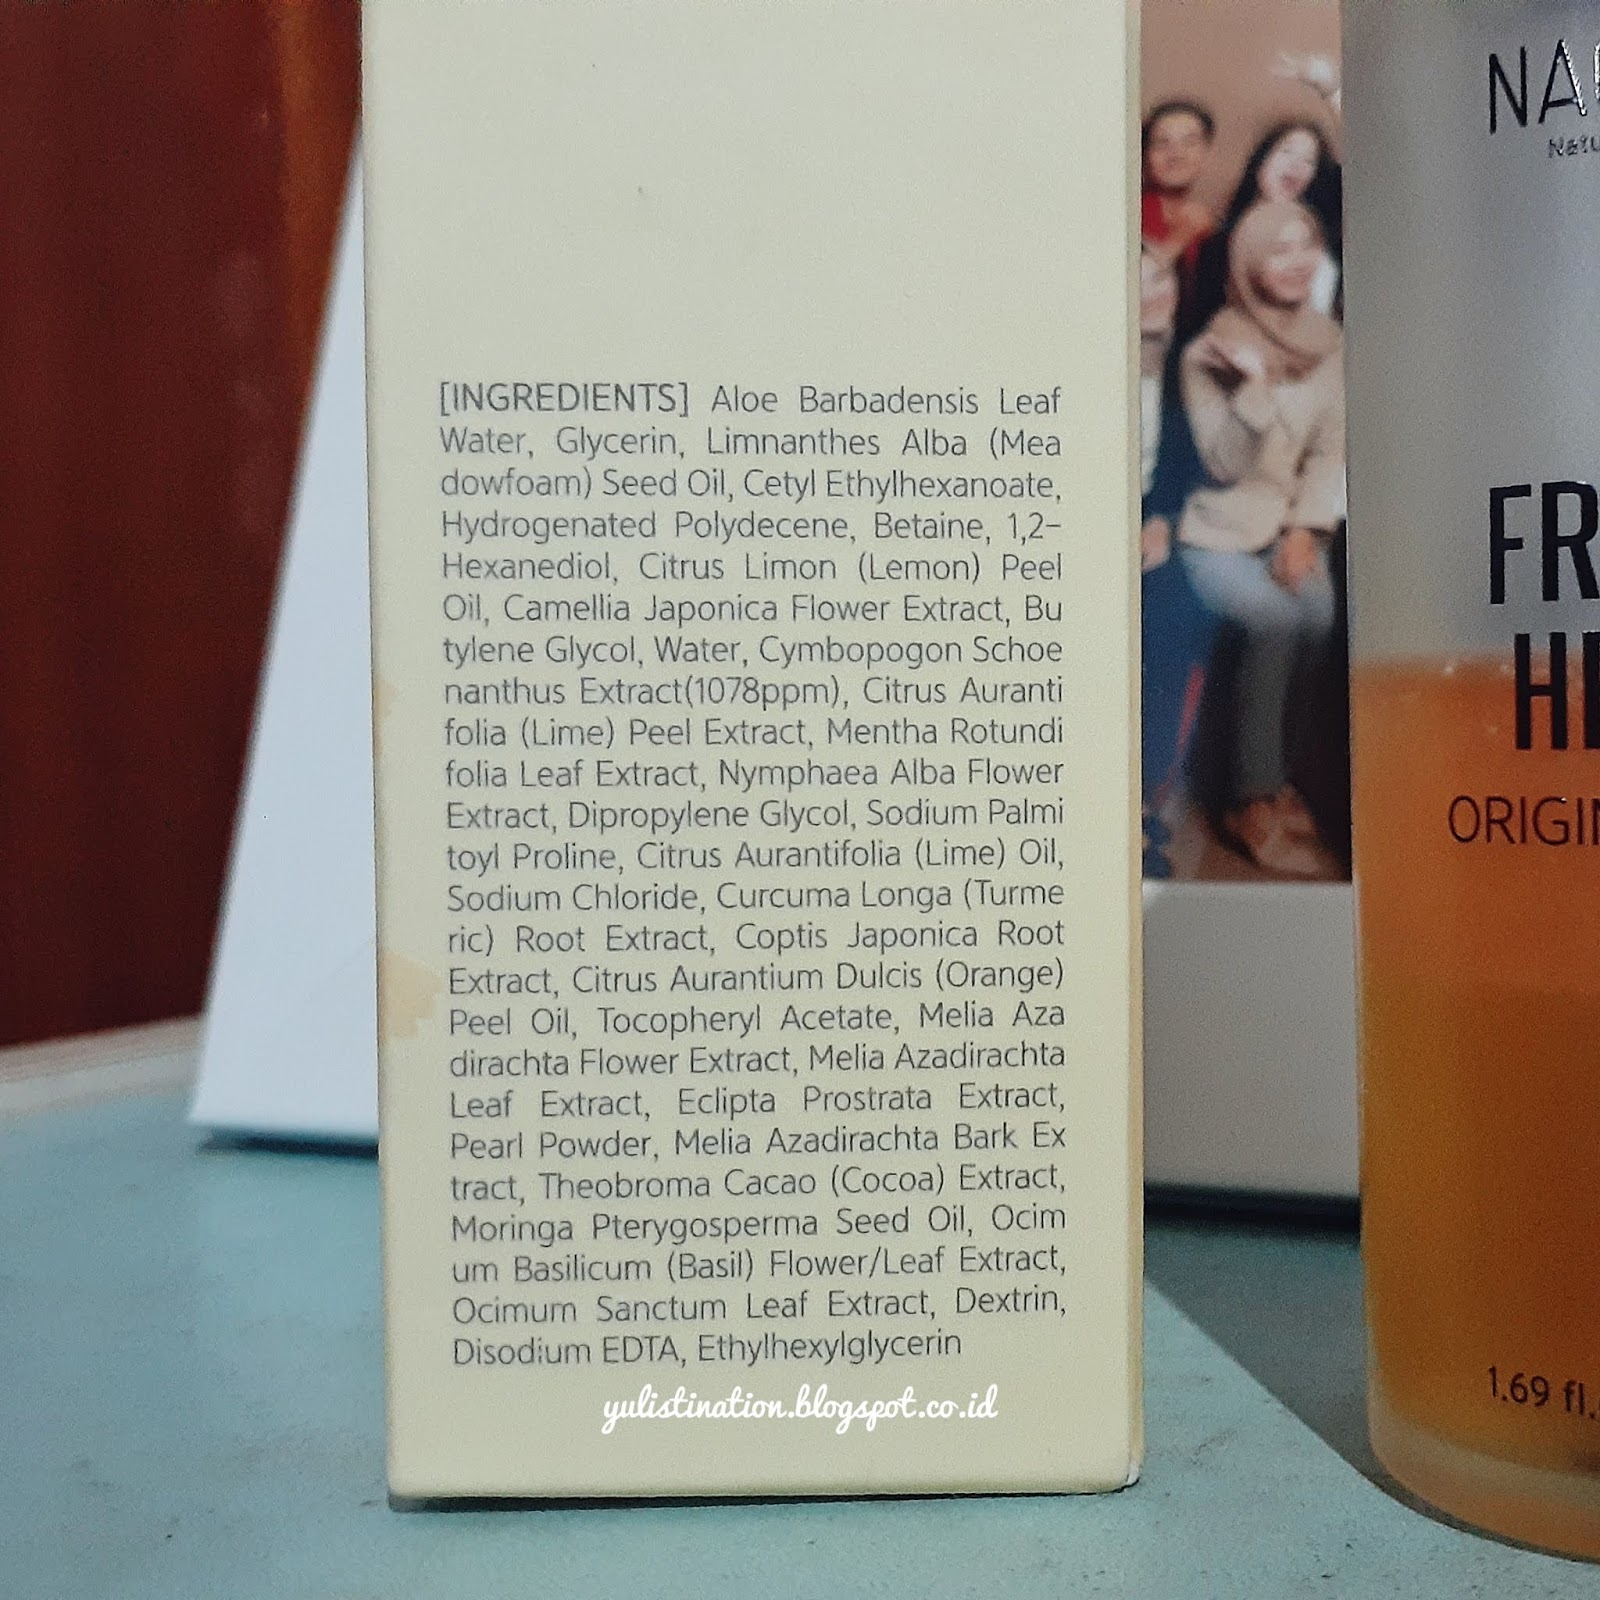 [INGREDIENTS] Aloe Barbadensis Leaf
Water, Glycerin, Limnanthes Alba (Mea
dowfoam) Seed Oil, Cetyl Ethylhexanoate,
Hydrogenated Polydecene, Betaine, 1,2-
Hexanediol, Citrus Limon (Lemon) Peel
Oil, Camellia Japonica Flower Extract, Bu
tylene Glycol, Water, Cymbopogon Schoe
nanthus Extract(1078ppm), Citrus Auranti
folia (Lime) Peel Extract, Mentha Rotundi
folia Leaf Extract, Nymphaea Alba Flower
Extract, Dipropylene Glycol, Sodium Palmi
toyl Proline, Citrus Aurantifolia (Lime) Oil,
Sodium Chloride, Curcuma Longa (Turme
ric) Root Extract, Coptis Japonica Root
Extract, Citrus Aurantium Dulcis (Orange)
Peel Oil, Tocopheryl Acetate, Melia Aza
dirachta Flower Extract, Melia Azadirachta
Leaf Extract, Eclipta Prostrata Extract,
Pearl Powder, Melia Azadirachta Bark Ex
tract, Theobroma Cacao (Cocoa) Extract,
Moringa Pterygosperma Seed Oil, Ocim
um Basilicum (Basil) Flower/Leaf Extract,
Ocimum Sanctum Leaf Extract, Dextrin,
Disodium EDTA, Ethylhexylglycerin
yulistination.blogspot.co.id
NA
Natu
FR
HE
ORIGIN
1.69 fl.